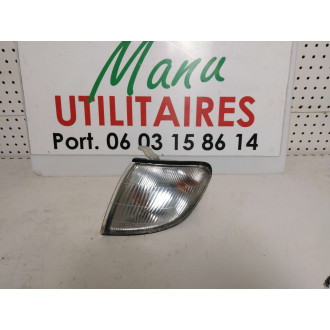 Manu
UTILITAIRES
Port. 06 03 15 86 14